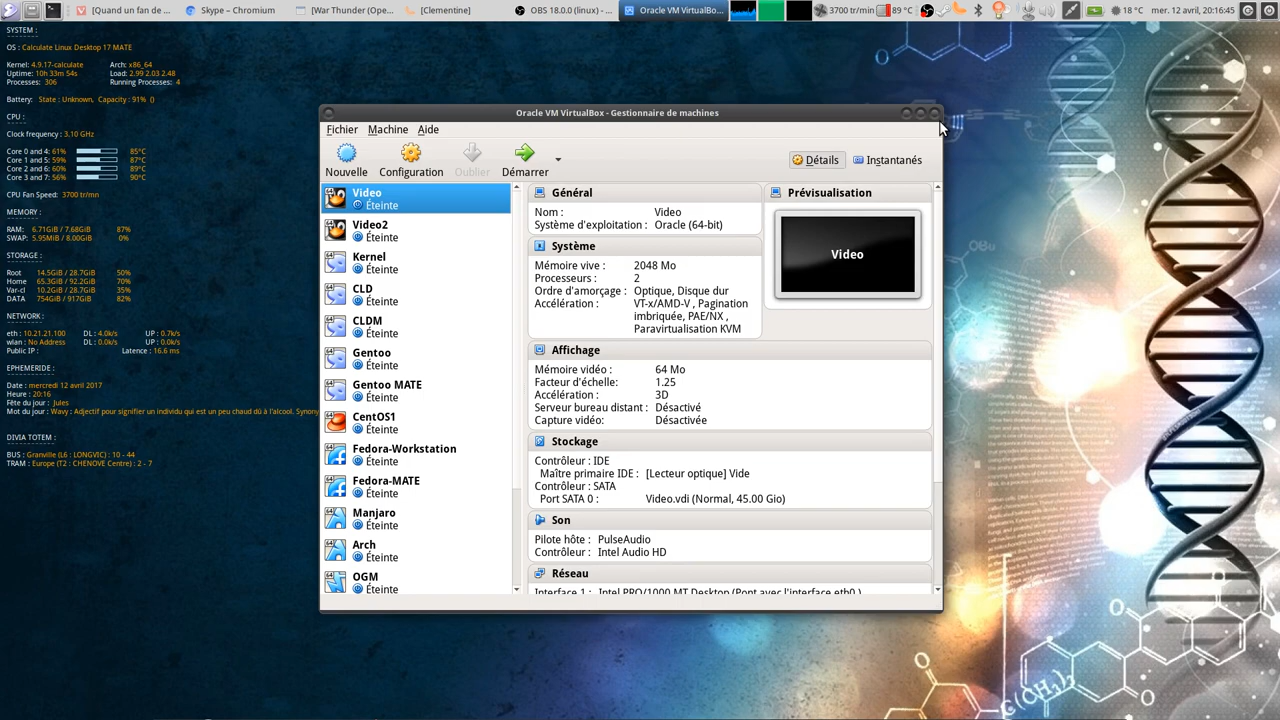 [Quand un fan de ...
Skype – Chromium
[War Thunder (Ope...
[Clementine]
OBS 18.0.0 (linux) -...
Oracle VM VirtualBo...
3700 tr/min
89 °C
18 °C
mer. 12 avril, 20:16:45
SYSTEM :
OS : Calculate Linux Desktop 17 MATE
Kernel: 4.9.17-calculate Arch: x86_64
Uptime: 10h 33m 54s Load: 2.99 2.03 2.48
Processes: 306 Running Processes: 4
Battery: State : Unknown, Capacity : 91% ()
CPU :
Clock frequency : 3.10 GHz
Core 0 and 4: 61% 85°C
Core 1 and 5: 59% 87°C
Core 2 and 6: 60% 89°C
Core 3 and 7: 56% 90°C
CPU Fan Speed: 3700 tr/mn
MEMORY :
RAM: 6.71GiB / 7.68GiB 87%
SWAP: 5.95MiB / 8.00GiB 0%
STORAGE :
Root 14.5GiB / 28.7GiB 50%
Home 65.3GiB / 92.2GiB 70%
Var-cl 10.2GiB / 28.7GiB 35%
DATA 754GiB / 917GiB 82%
NETWORK :
eth : 10.21.21.100 DL : 4.0k/s UP : 0.7k/s
wlan : No Address DL : 0.0k/s UP : 0.0k/s
Public IP : Latence : 16.6 ms
EPHEMERIDE :
Date : mercredi 12 avril 2017
Heure : 20:16
Fête du jour : Jules
Mot du jour : Wavy : Adjectif pour signifier un individu qui est un peu chaud dû à l'alcool. Synony
DIVIA TOTEM :
BUS : Granville (L6 : LONGVIC) : 10 - 44
TRAM : Europe (T2 : CHENOVE Centre) : 2 - 7
Oracle VM VirtualBox - Gestionnaire de machines
Fichier Machine Aide
Nouvelle Configuration Oublier Démarrer
Détails Instantanés
Video
Éteinte
Video2
Éteinte
Kernel
Éteinte
CLD
Éteinte
CLDM
Éteinte
Gentoo
Éteinte
Gentoo MATE
Éteinte
CentOS1
Éteinte
Fedora-Workstation
Éteinte
Fedora-MATE
Éteinte
Manjaro
Éteinte
Arch
Éteinte
OGM
Éteinte
Général
Nom : Video
Système d'exploitation : Oracle (64-bit)
Système
Mémoire vive : 2048 Mo
Processeurs : 2
Ordre d'amorçage : Optique, Disque dur
Accélération : VT-x/AMD-V , Pagination
imbriquée, PAE/NX ,
Paravirtualisation KVM
Prévisualisation
Video
Affichage
Mémoire vidéo : 64 Mo
Facteur d'échelle: 1.25
Accélération : 3D
Serveur bureau distant : Désactivé
Capture vidéo: Désactivée
Stockage
Contrôleur : IDE
Maître primaire IDE : [Lecteur optique] Vide
Contrôleur : SATA
Port SATA 0 : Video.vdi (Normal, 45.00 Gio)
Son
Pilote hôte : PulseAudio
Contrôleur : Intel Audio HD
Réseau
Interface 1 : Intel PRO/1000 MT Desktop (Pont avec l'interface eth0 )